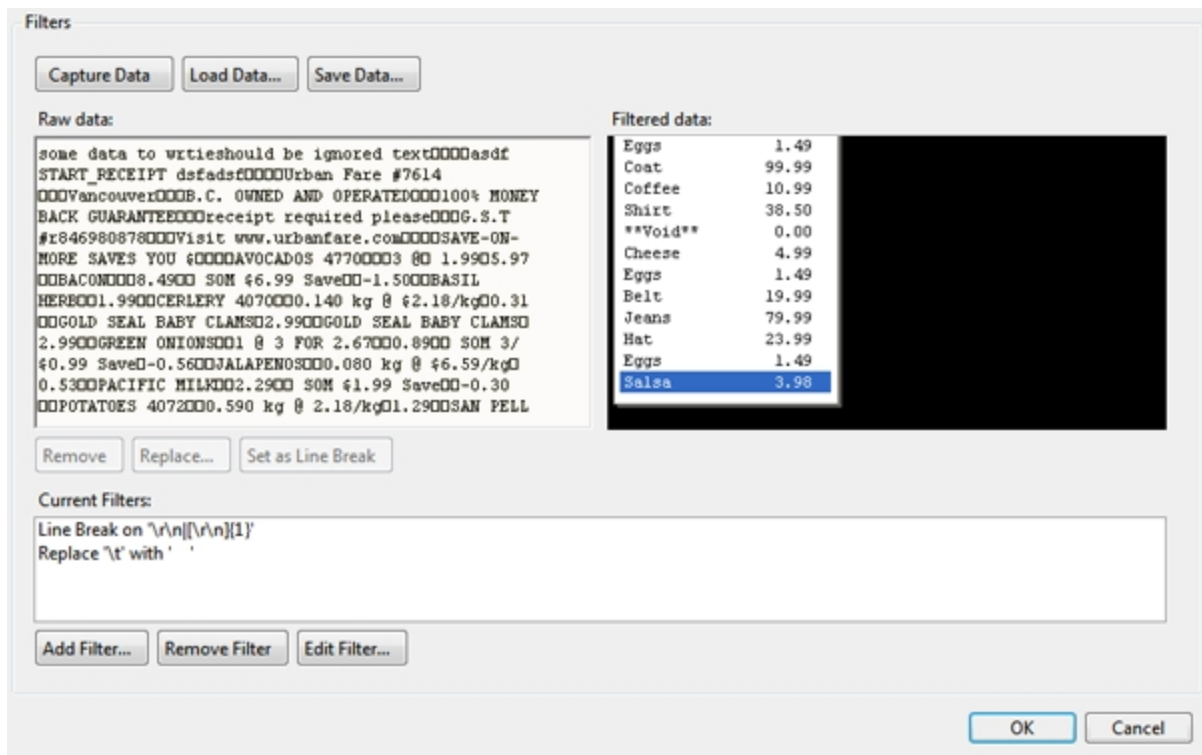 Filters
Capture Data Load Data... Save Data...
Raw data:
some data to wrtieshould be ignored text□□□□asdf
START_RECEIPT dsfadsf□□□□Urban Fare #7614
□□□Vancouver□□□B.C. OWNED AND OPERATED□□□100% MONEY
BACK GUARANTEE□□□receipt required please□□□G.S.T
#r846980878□□□Visit www.urbanfare.com□□□□SAVE-ON-
MORE SAVES YOU $□□□□AVOCADOS 4770□□□3 @□ 1.99□5.97
□□BACON□□□8.49□□ SOM $6.99 Save□□-1.50□□BASIL
HERB□□1.99□□CERLERY 4070□□□0.140 kg @ $2.18/kg□0.31
□□GOLD SEAL BABY CLAMS□2.99□□GOLD SEAL BABY CLAMS□
2.99□□GREEN ONIONS□□1 @ 3 FOR 2.67□□0.89□□ SOM 3/
$0.99 Save□-0.56□□JALAPENOS□□□0.080 kg @ $6.59/kg□
0.53□□PACIFIC MILK□□2.29□□ SOM $1.99 Save□□-0.30
□□POTATOES 4072□□□0.590 kg @ 2.18/kg□1.29□□SAN PELL
Filtered data:
Eggs 1.49
Coat 99.99
Coffee 10.99
Shirt 38.50
**Void** 0.00
Cheese 4.99
Eggs 1.49
Belt 19.99
Jeans 79.99
Hat 23.99
Eggs 1.49
Salsa 3.98
Remove Replace... Set as Line Break
Current Filters:
Line Break on '\r\n|[\r\n]{1}'
Replace '\t' with '    '
Add Filter... Remove Filter Edit Filter...
OK Cancel